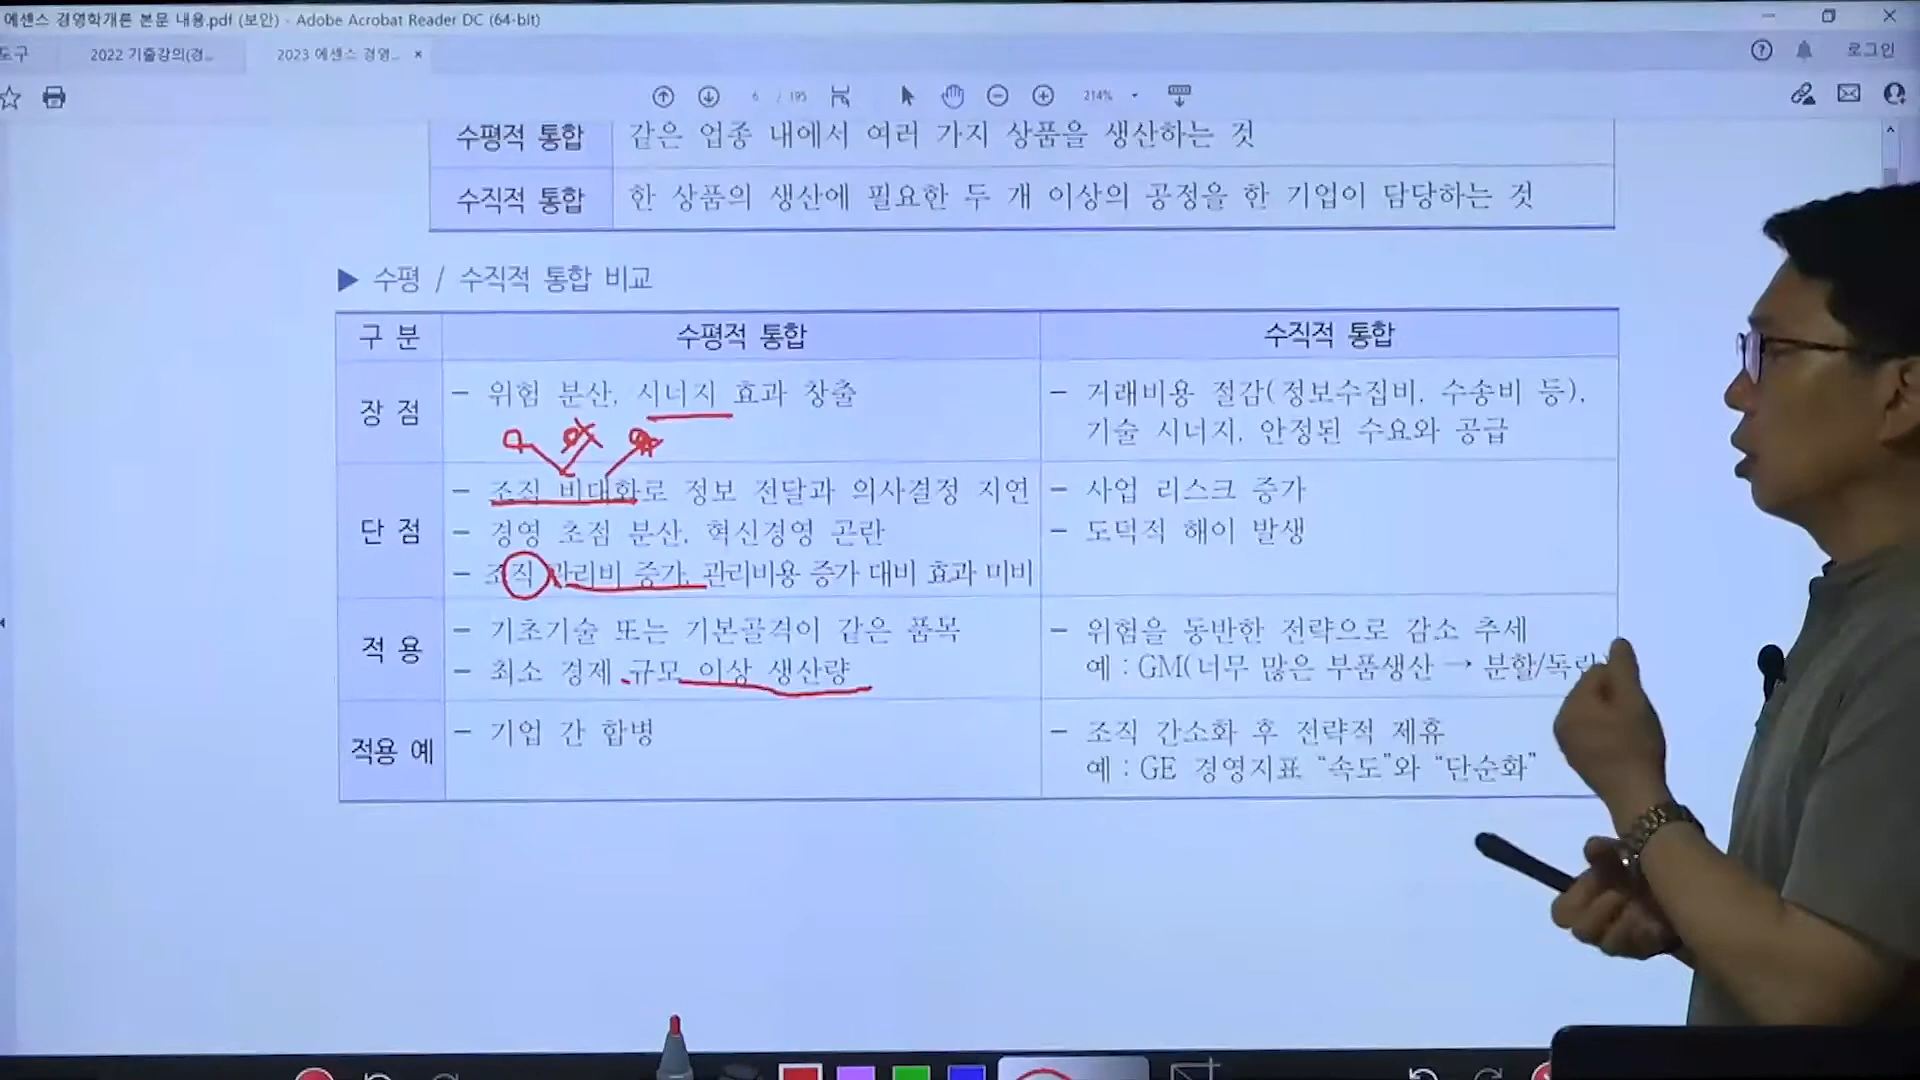 에센스 경영학개론 본문 내용.pdf (보안) - Adobe Acrobat Reader DC (64-bit)
도구
2022 기출강의(경...
2023 에센스 경영...
로그인
6 / 195
214%
수평적 통합 같은 업종 내에서 여러 가지 상품을 생산하는 것
수직적 통합 한 상품의 생산에 필요한 두 개 이상의 공정을 한 기업이 담당하는 것
▶ 수평 / 수직적 통합 비교
구 분 수평적 통합 수직적 통합
장 점
- 위험 분산, 시너지 효과 창출
- 거래비용 절감(정보수집비, 수송비 등),
기술 시너지, 안정된 수요와 공급
단 점
- 조직 비대화로 정보 전달과 의사결정 지연
- 경영 초점 분산, 혁신경영 곤란
- 조직 관리비 증가, 관리비용 증가 대비 효과 미비
- 사업 리스크 증가
- 도덕적 해이 발생
적 용
- 기초기술 또는 기본골격이 같은 품목
- 최소 경제 규모 이상 생산량
- 위험을 동반한 전략으로 감소 추세
예 : GM(너무 많은 부품생산 → 분할/독립)
적용 예
- 기업 간 합병
- 조직 간소화 후 전략적 제휴
예 : GE 경영지표 “속도”와 “단순화”